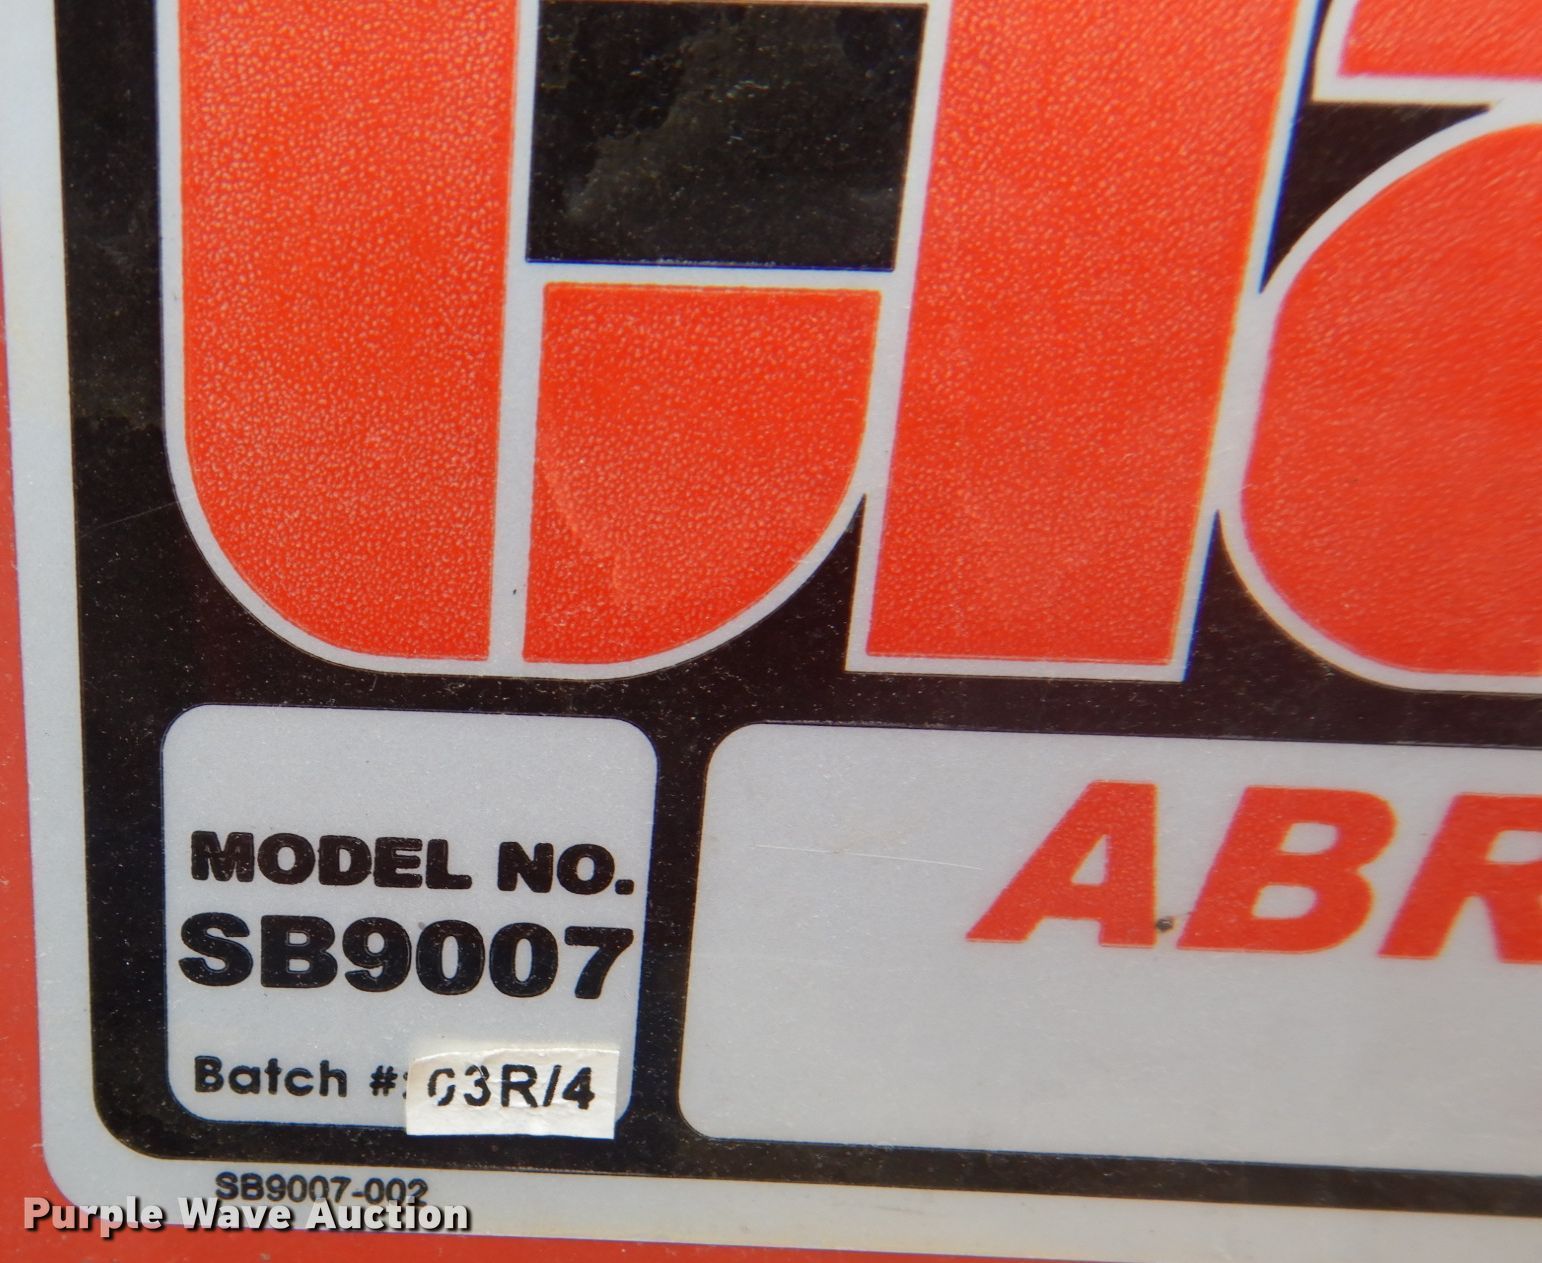 MODEL NO.
SB9007
Batch #: 03R/4
ABR
SB9007-002
Purple Wave Auction